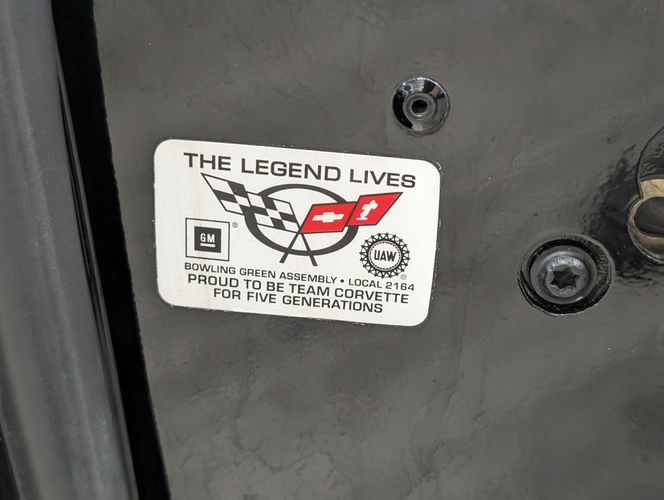 THE LEGEND LIVES
GM ®
UAW ®
BOWLING GREEN ASSEMBLY • LOCAL 2164
PROUD TO BE TEAM CORVETTE
FOR FIVE GENERATIONS